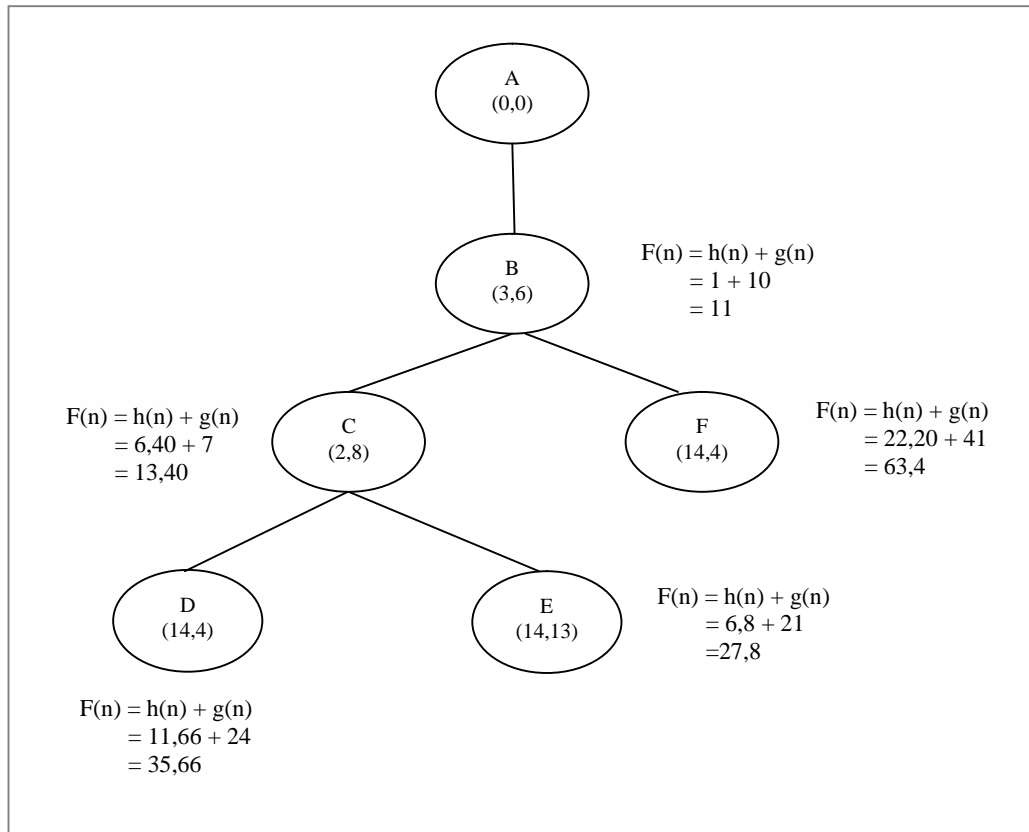 A
(0,0)
B
(3,6)
F(n) = h(n) + g(n)
= 1 + 10
= 11
F(n) = h(n) + g(n)
= 6,40 + 7
= 13,40
C
(2,8)
F
(14,4)
F(n) = h(n) + g(n)
= 22,20 + 41
= 63,4
D
(14,4)
E
(14,13)
F(n) = h(n) + g(n)
= 6,8 + 21
=27,8
F(n) = h(n) + g(n)
= 11,66 + 24
= 35,66